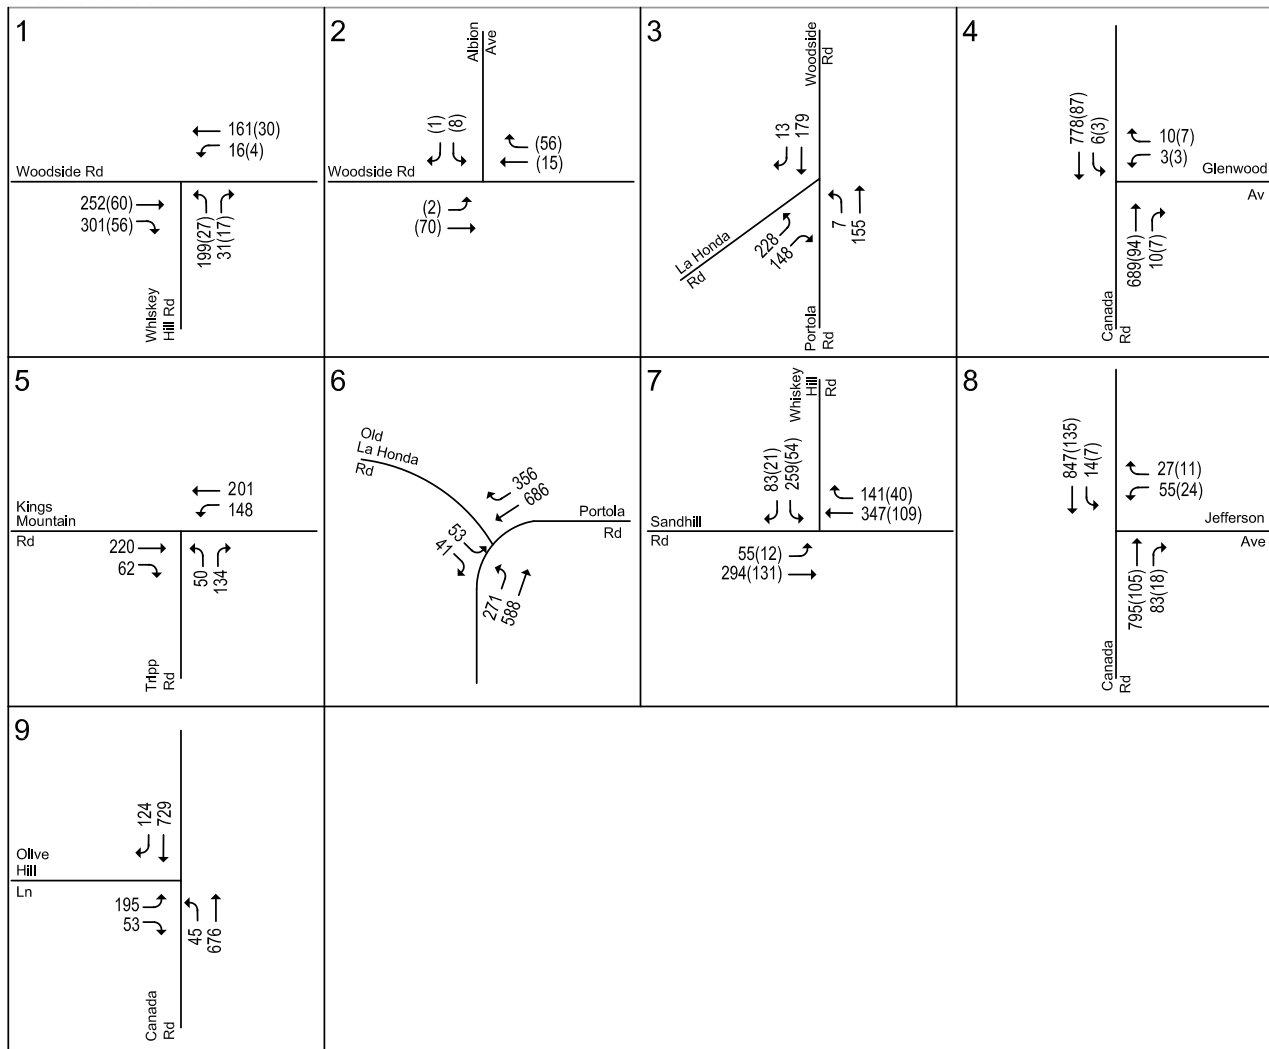 1
161(30)
16(4)
Woodside Rd
252(60)
301(56)
199(27)
31(17)
Whiskey
Hill Rd
2
Albion
Ave
(1)
(8)
(56)
(15)
Woodside Rd
(2)
(70)
3
Woodside
Rd
13
179
La Honda
Rd
228
148
7
155
Portola
Rd
4
778(87)
6(3)
10(7)
3(3)
Glenwood
Av
689(94)
10(7)
Canada
Rd
5
201
148
Kings
Mountain
Rd
220
62
50
134
Tripp
Rd
6
Old
La Honda
Rd
356
686
Portola
Rd
53
41
271
588
7
Whiskey
Hill
Rd
83(21)
259(54)
141(40)
347(109)
Sandhill
Rd
55(12)
294(131)
8
847(135)
14(7)
27(11)
55(24)
Jefferson
Ave
795(105)
83(18)
Canada
Rd
9
124
729
Olive
Hill
Ln
195
53
45
676
Canada
Rd